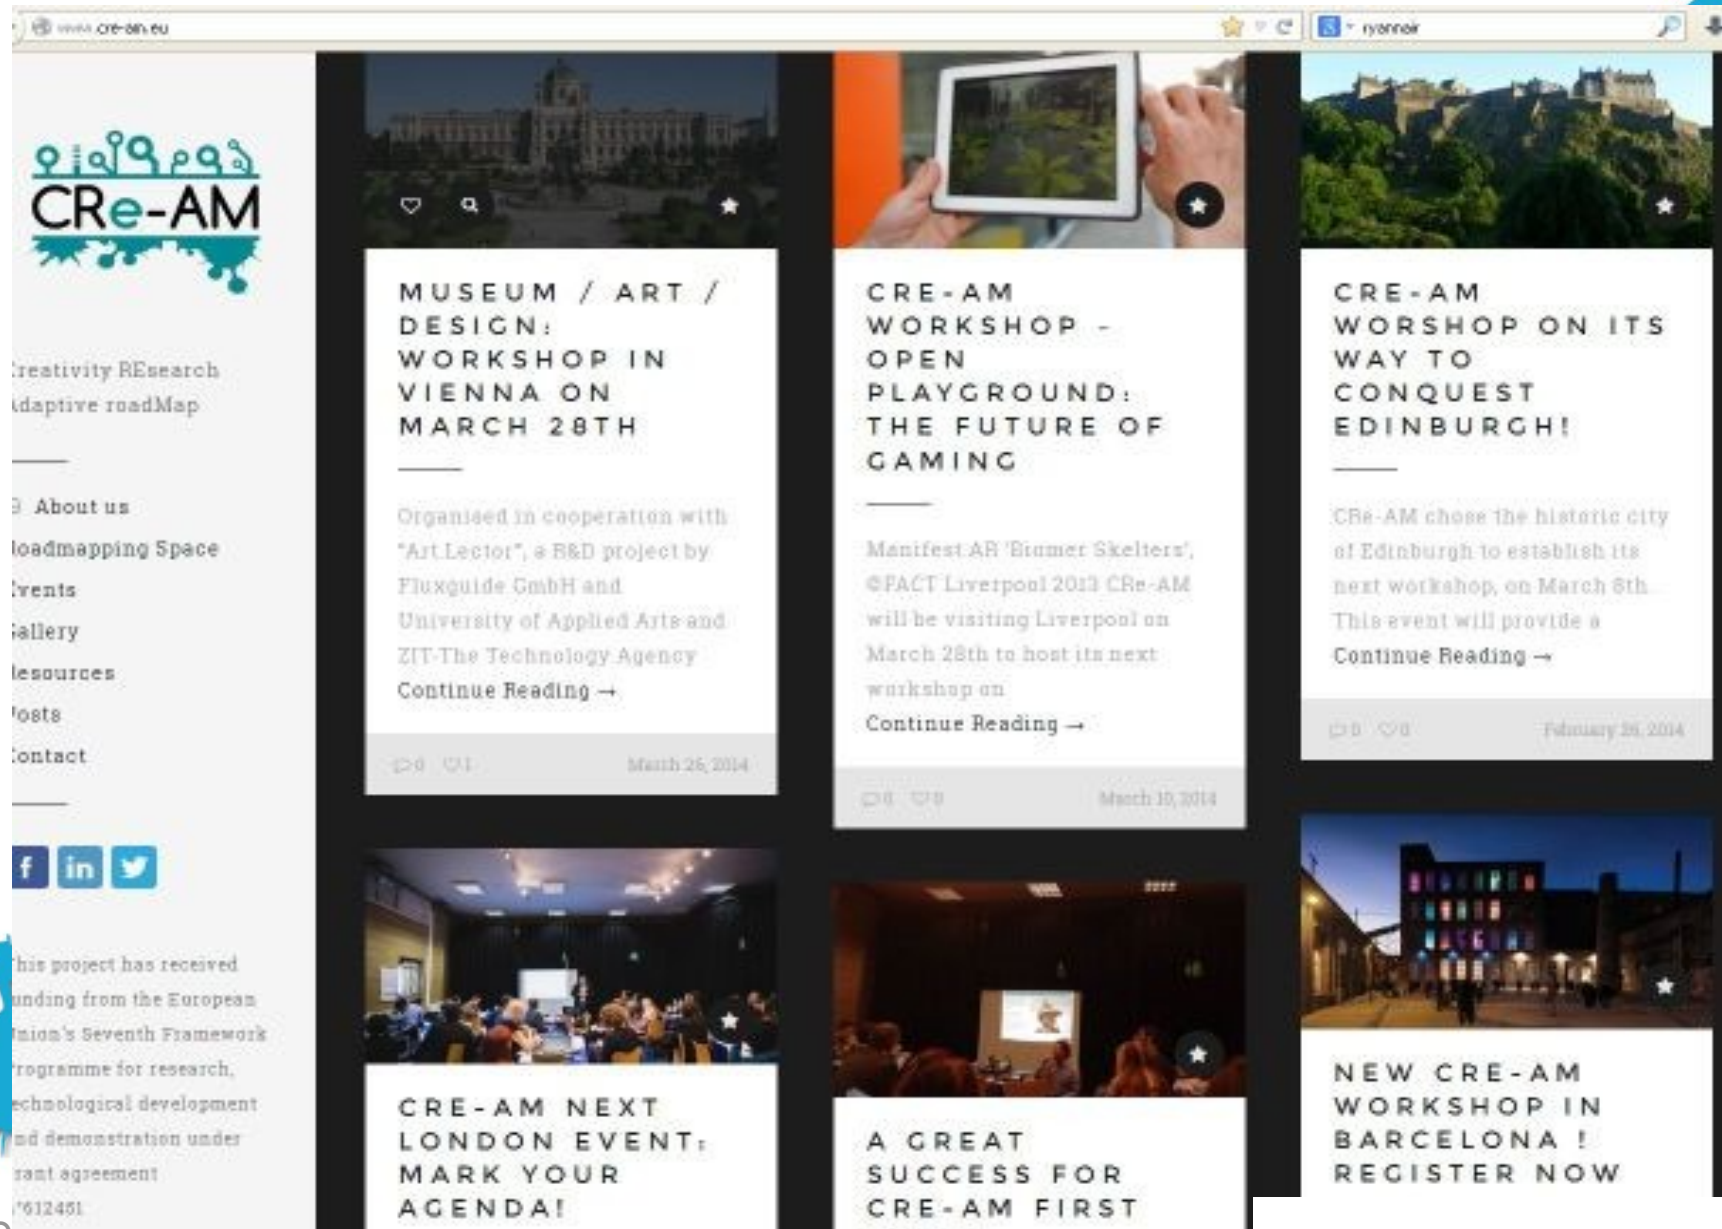 www.cre-am.eu
ryannair
CRe-AM
Creativity REsearch
Adaptive roadMap
About us
Roadmapping Space
Events
Gallery
Resources
Posts
Contact
f in
This project has received
funding from the European
Union's Seventh Framework
Programme for research,
technological development
and demonstration under
grant agreement
n°612451
MUSEUM / ART /
DESIGN:
WORKSHOP IN
VIENNA ON
MARCH 28TH
Organised in cooperation with
"Art.Lector", a R&D project by
Fluxguide GmbH and
University of Applied Arts and
ZIT-The Technology Agency
Continue Reading →
0 1 March 26, 2014
CRE-AM NEXT
LONDON EVENT:
MARK YOUR
AGENDA!
CRE-AM
WORKSHOP -
OPEN
PLAYGROUND:
THE FUTURE OF
GAMING
Manifest.AR 'Biomer Skelters',
©FACT Liverpool 2013 CRe-AM
will be visiting Liverpool on
March 28th to host its next
workshop on
Continue Reading →
0 0 March 10, 2014
A GREAT
SUCCESS FOR
CRE-AM FIRST
CRE-AM
WORSHOP ON ITS
WAY TO
CONQUEST
EDINBURGH!
CRe-AM chose the historic city
of Edinburgh to establish its
next workshop, on March 8th.
This event will provide a
Continue Reading →
0 0 February 26, 2014
NEW CRE-AM
WORKSHOP IN
BARCELONA !
REGISTER NOW